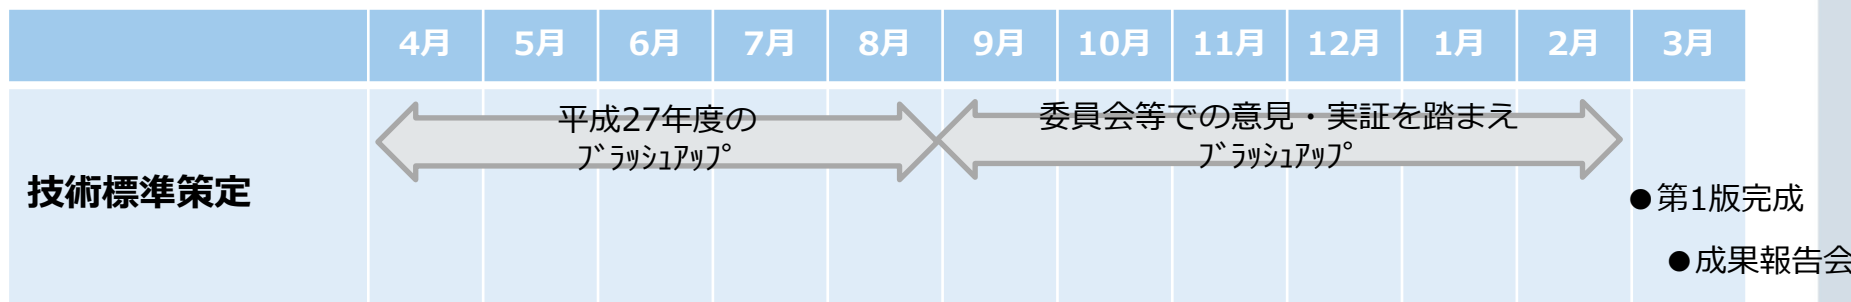 4月 5月 6月 7月 8月 9月 10月 11月 12月 1月 2月 3月
平成27年度の
ﾌﾞﾗｯｼｭｱｯﾌﾟ
委員会等での意見・実証を踏まえ
ﾌﾞﾗｯｼｭｱｯﾌﾟ
技術標準策定
●第1版完成
●成果報告会